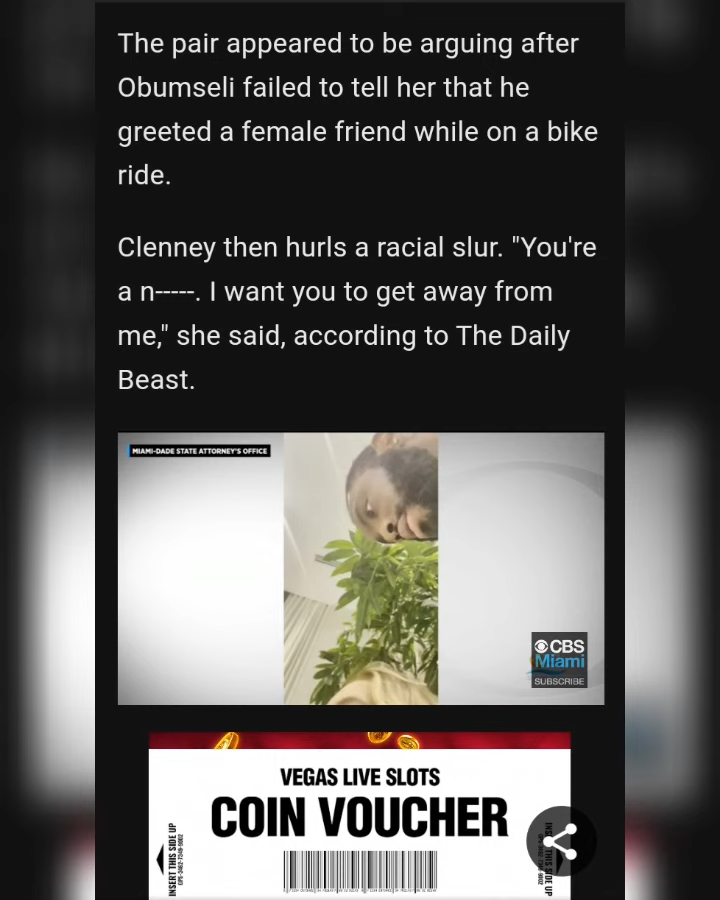 The pair appeared to be arguing after
Obumseli failed to tell her that he
greeted a female friend while on a bike
ride.
Clenney then hurls a racial slur. "You're
a n-----. I want you to get away from
me," she said, according to The Daily
Beast.
MIAMI-DADE STATE ATTORNEY'S OFFICE
CBS
Miami
SUBSCRIBE
VEGAS LIVE SLOTS
COIN VOUCHER
INSERT THIS SIDE UP